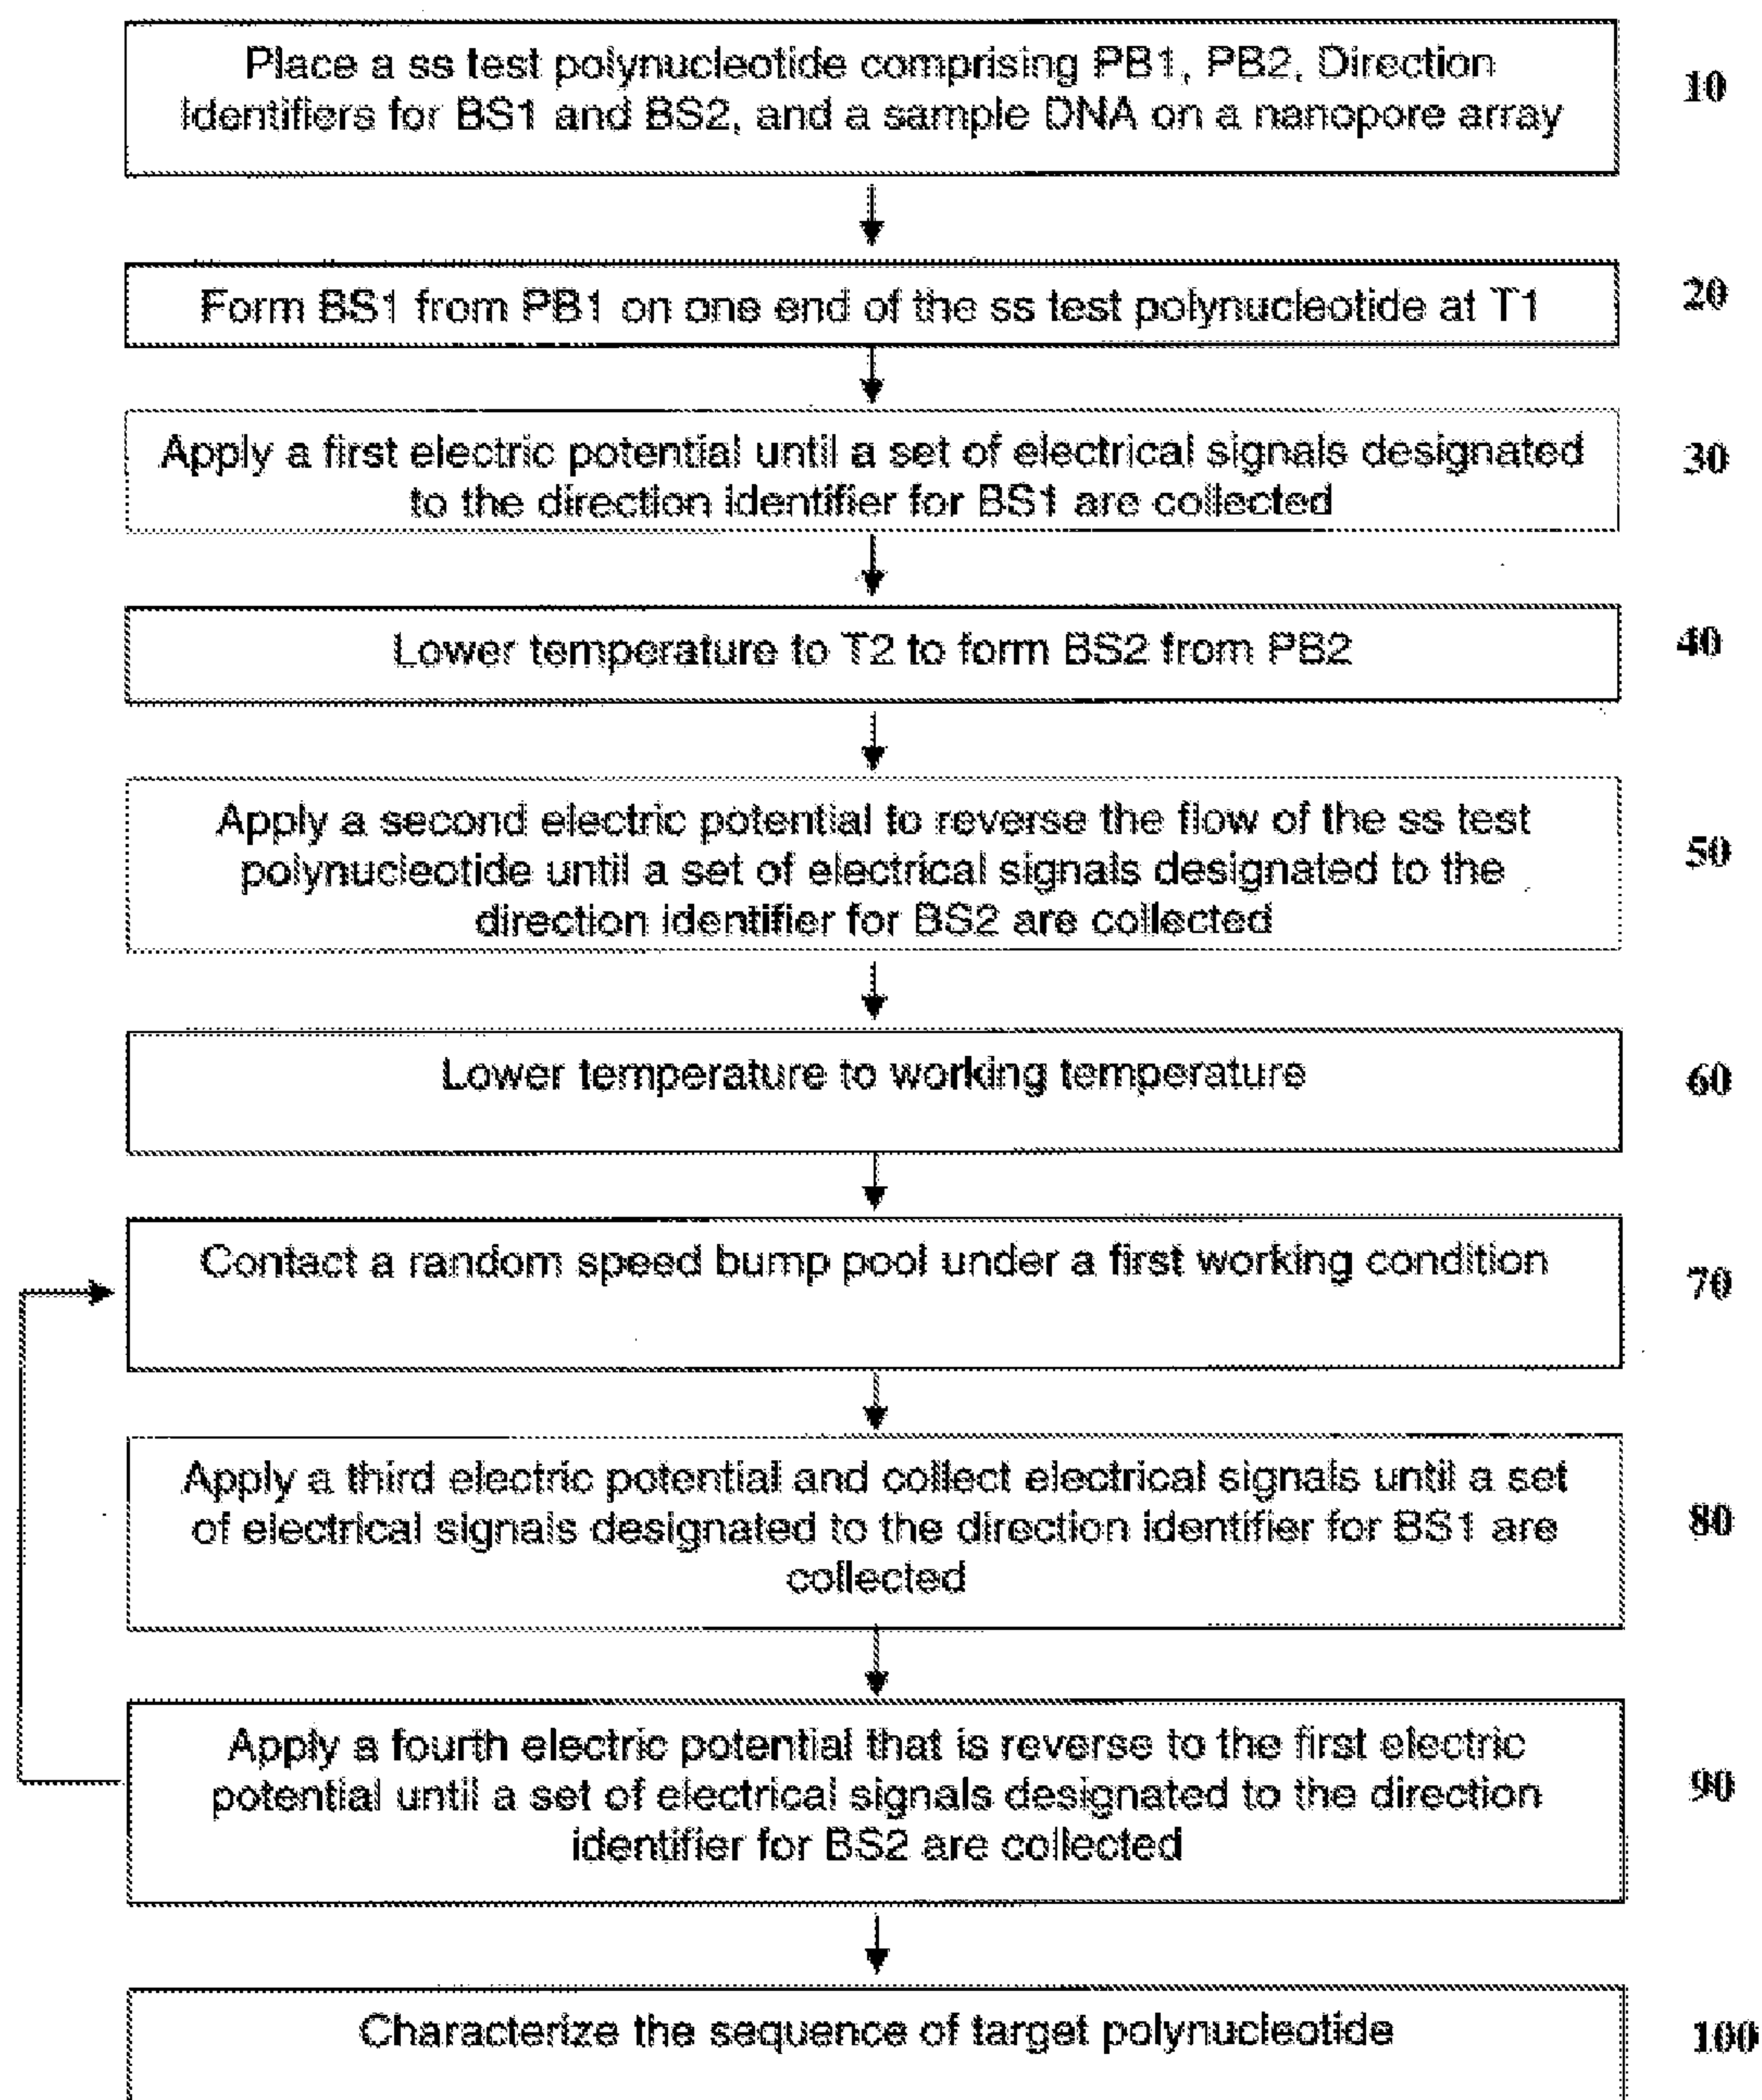 Place a ss test polynucleotide comprising PB1, PB2, Direction
Identifiers for BS1 and BS2, and a sample DNA on a nanopore array
10
Form BS1 from PB1 on one end of the ss test polynucleotide at T1
20
Apply a first electric potential until a set of electrical signals designated
to the direction identifier for BS1 are collected
30
Lower temperature to T2 to form BS2 from PB2
40
Apply a second electric potential to reverse the flow of the ss test
polynucleotide until a set of electrical signals designated to the
direction identifier for BS2 are collected
50
Lower temperature to working temperature
60
Contact a random speed bump pool under a first working condition
70
Apply a third electric potential and collect electrical signals until a set
of electrical signals designated to the direction identifier for BS1 are
collected
80
Apply a fourth electric potential that is reverse to the first electric
potential until a set of electrical signals designated to the direction
identifier for BS2 are collected
90
Characterize the sequence of target polynucleotide
100